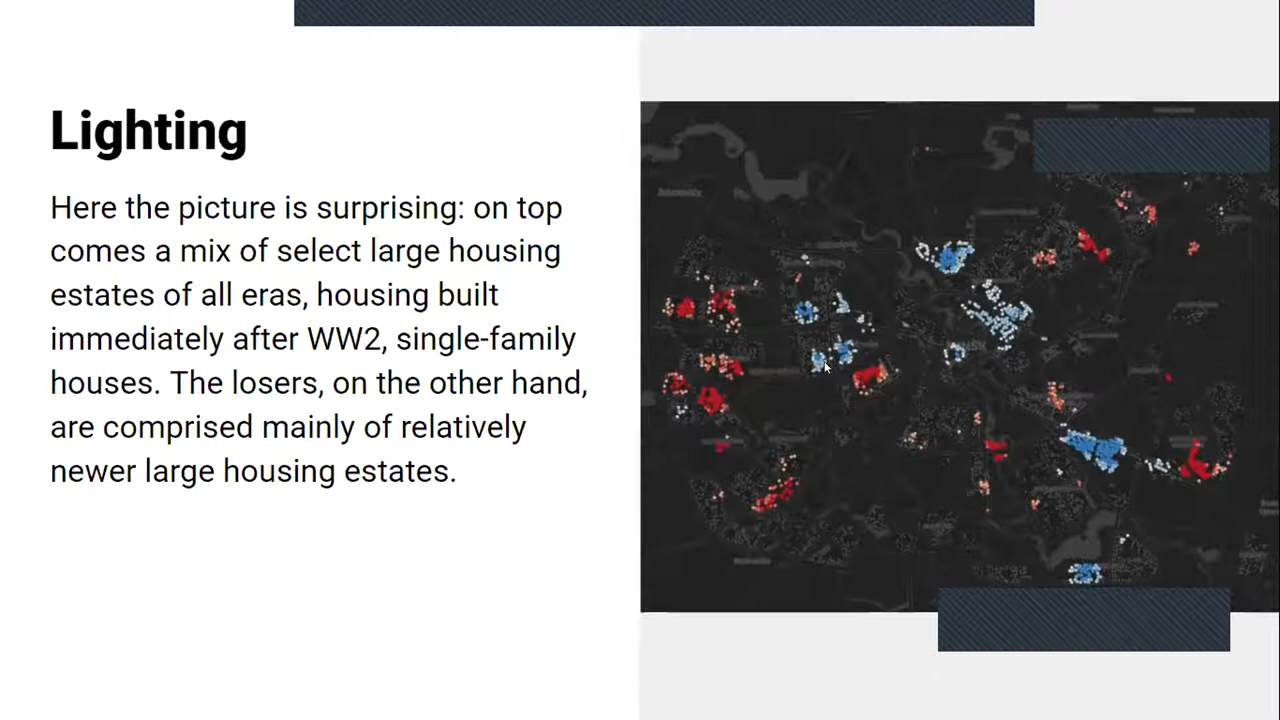 Lighting
Here the picture is surprising: on top
comes a mix of select large housing
estates of all eras, housing built
immediately after WW2, single-family
houses. The losers, on the other hand,
are comprised mainly of relatively
newer large housing estates.